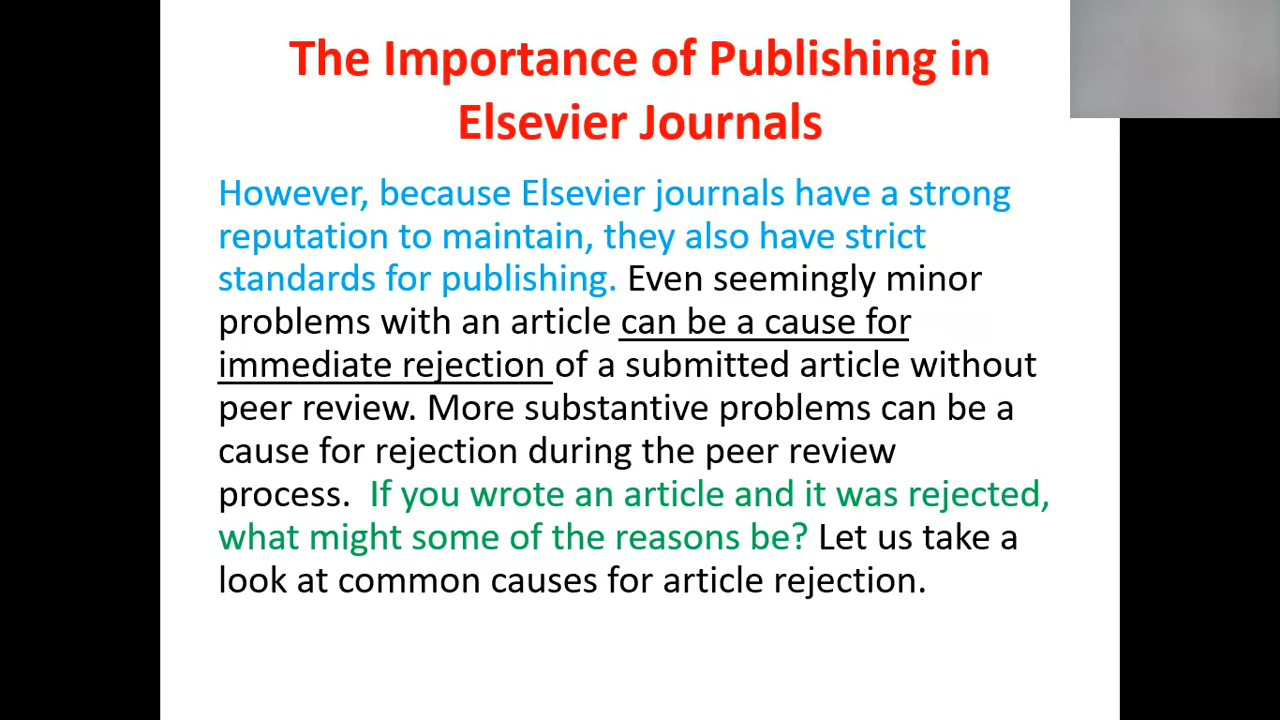 The Importance of Publishing in
Elsevier Journals
However, because Elsevier journals have a strong
reputation to maintain, they also have strict
standards for publishing. Even seemingly minor
problems with an article can be a cause for
immediate rejection of a submitted article without
peer review. More substantive problems can be a
cause for rejection during the peer review
process. If you wrote an article and it was rejected,
what might some of the reasons be? Let us take a
look at common causes for article rejection.